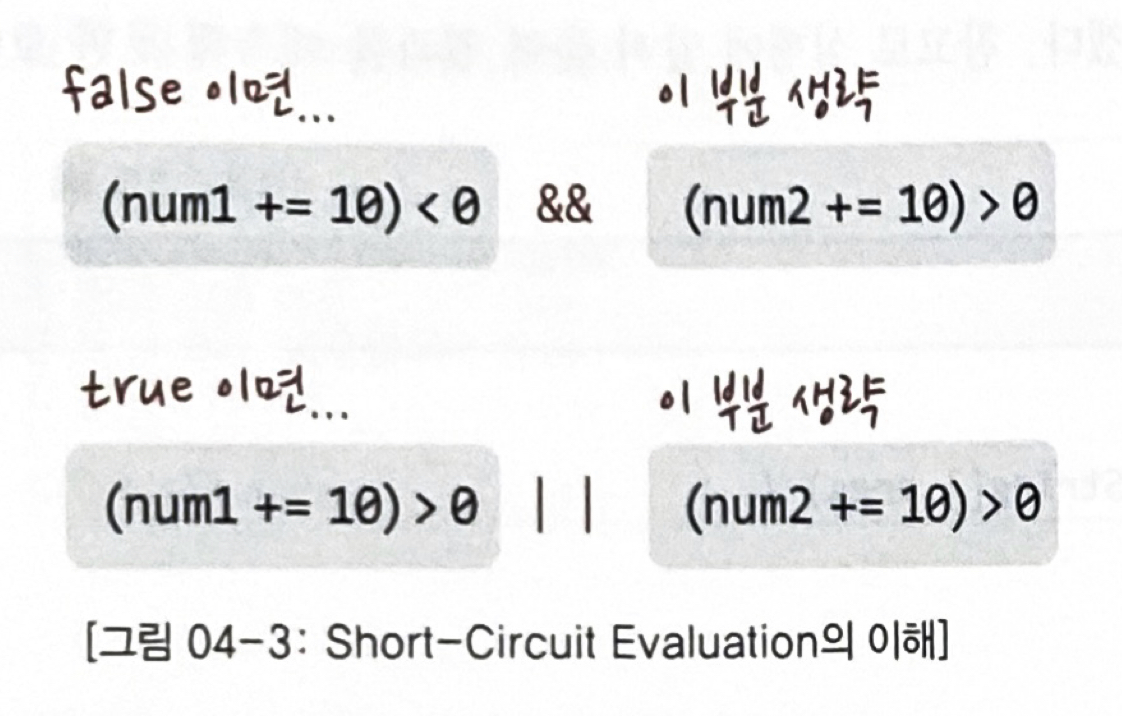 false 이면... 이 부분 생략
(num1 += 10) < 0 && (num2 += 10) > 0
true 이면... 이 부분 생략
(num1 += 10) > 0 || (num2 += 10) > 0
[그림 04-3: Short-Circuit Evaluation의 이해]